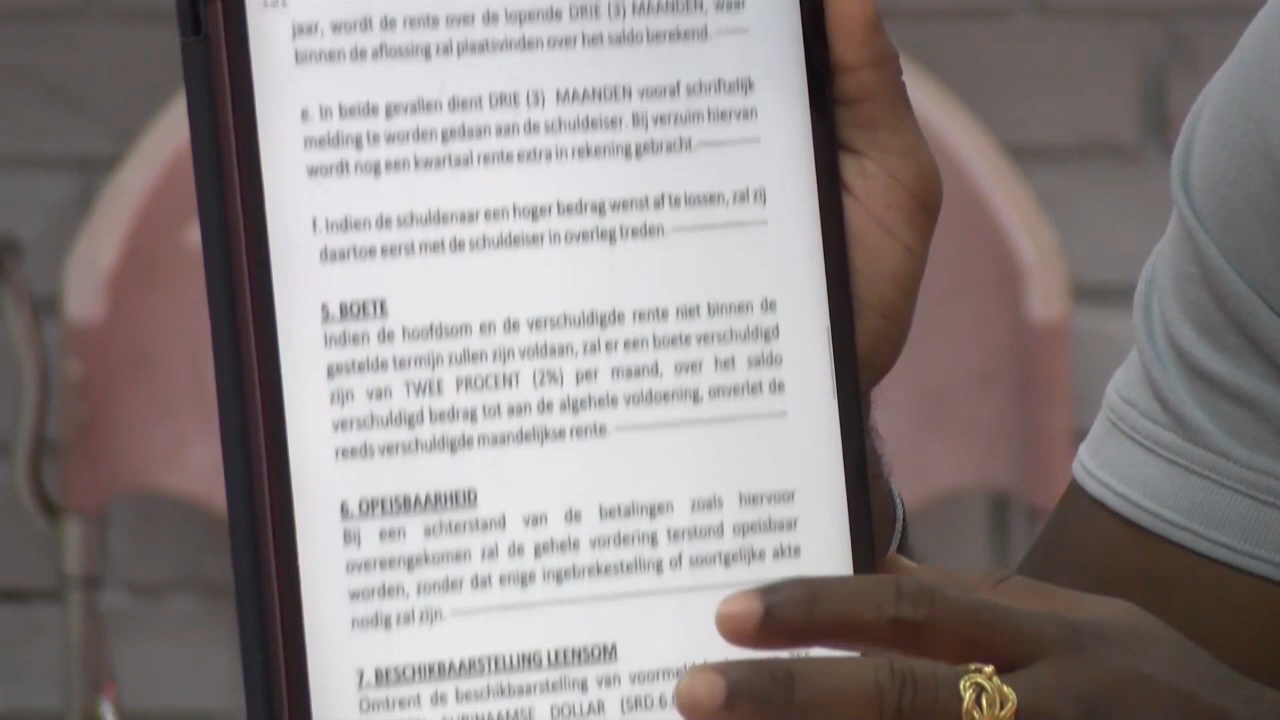 jaar, wordt de rente over de lopende DRIE (3) MAANDEN, waar
binnen de aflossing zal plaatsvinden over het saldo berekend.
e. In beide gevallen dient DRIE (3) MAANDEN vooraf schriftelijk
melding te worden gedaan aan de schuldeiser. Bij verzuim hiervan
wordt nog een kwartaal rente extra in rekening gebracht.
f. Indien de schuldenaar een hoger bedrag wenst af te lossen, zal zij
daartoe eerst met de schuldeiser in overleg treden.
5. BOETE
Indien de hoofdsom en de verschuldigde rente niet binnen de
gestelde termijn zullen zijn voldaan, zal er een boete verschuldigd
zijn van TWEE PROCENT (2%) per maand, over het saldo
verschuldigd bedrag tot aan de algehele voldoening, onverlet de
reeds verschuldigde maandelijkse rente.
6. OPEISBAARHEID
Bij een achterstand van de betalingen zoals hiervoor
overeengekomen zal de gehele vordering terstond opeisbaar
worden, zonder dat enige ingebrekestelling of soortgelijke akte
nodig zal zijn.
7. BESCHIKBAARSTELLING LEENSOM
Omtrent de beschikbaarstelling van
SURINAAMSE DOLLAR (SRD 6.